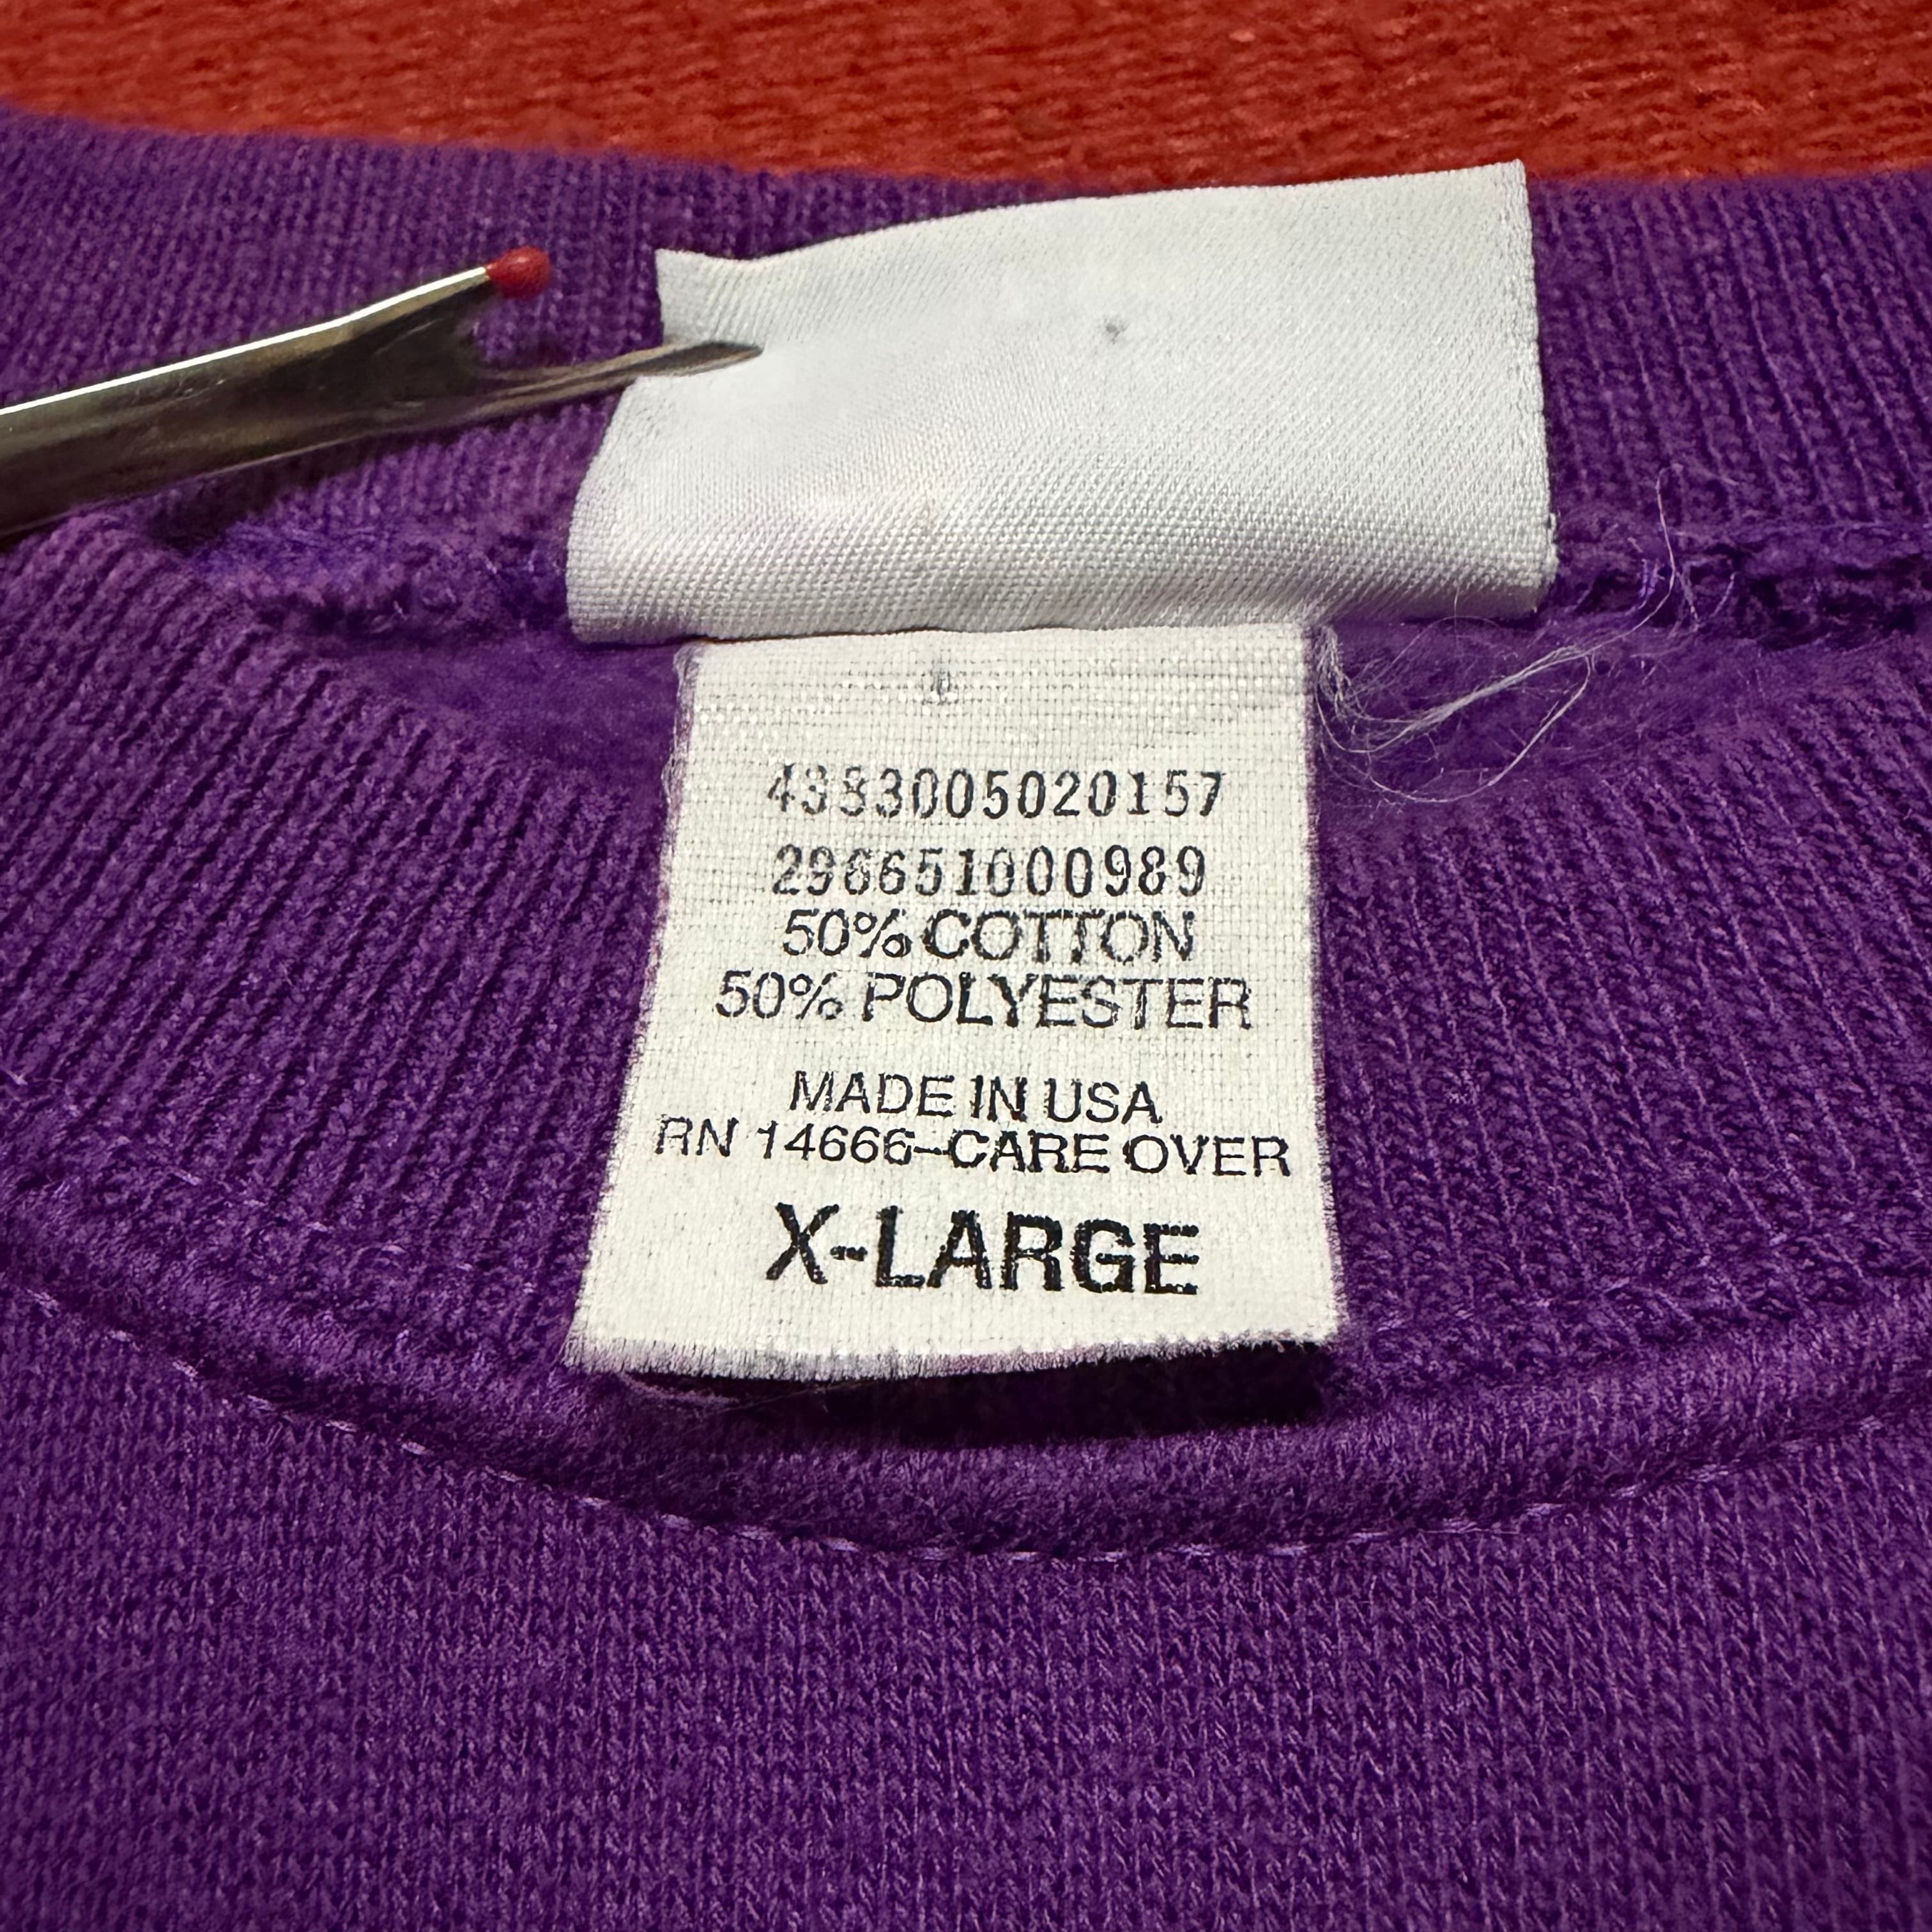 4383005020157
296651000989
50% COTTON
50% POLYESTER
MADE IN USA
RN 14666-CARE OVER
X-LARGE